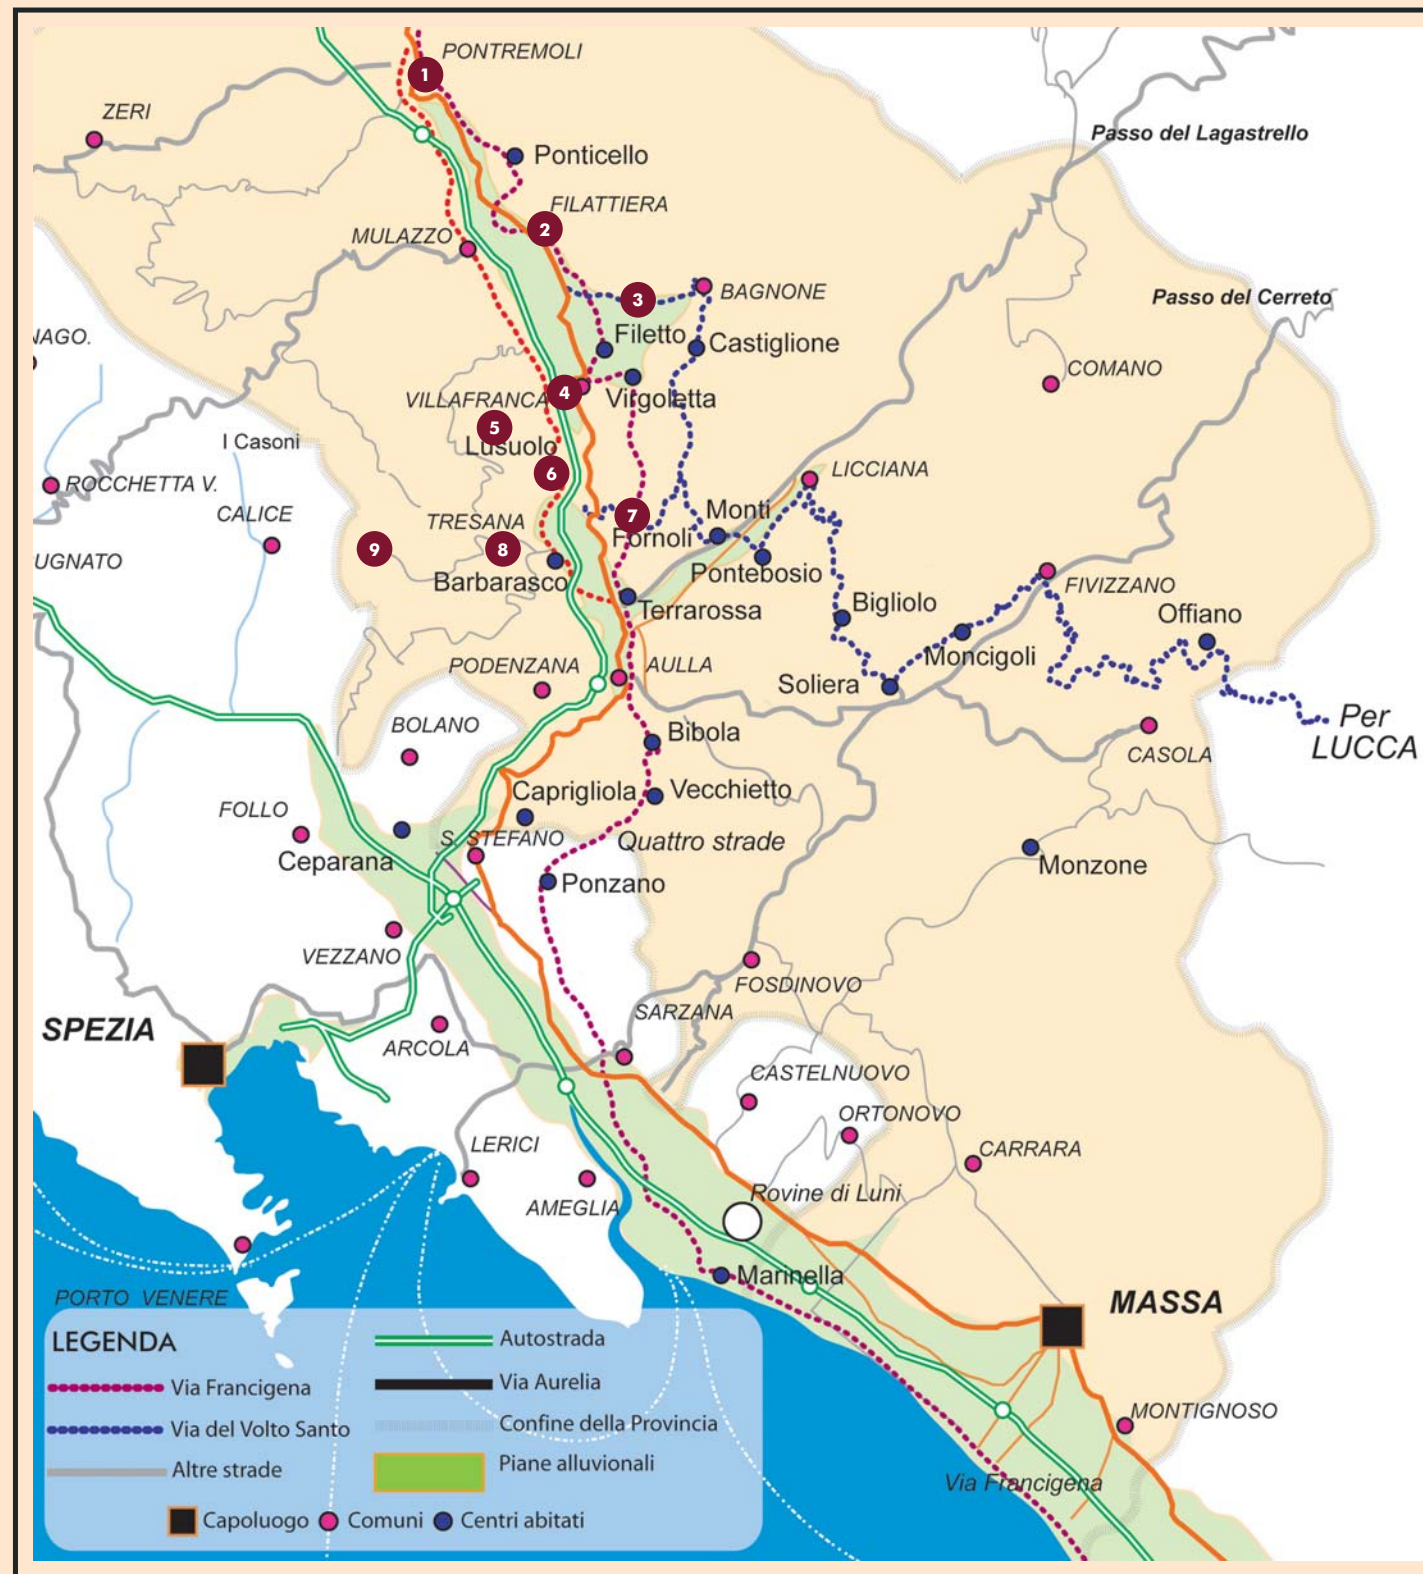 PONTREMOLI
1
ZERI
Passo del Lagastrello
Ponticello
FILATTIERA
2
MULAZZO
BAGNONE
3
Passo del Cerreto
NAGO.
Filetto
Castiglione
COMANO
VILLAFRANCA
4
Virgoletta
5
I Casoni
Lusuolo
6
LICCIANA
ROCCHETTA V.
CALICE
TRESANA
7
Monti
Fornoli
UGNATO
9
8
Barbarasco
Pontebosio
FIVIZZANO
Terrarossa
Bigliolo
Offiano
Moncigoli
PODENZANA
AULLA
Soliera
Per
LUCCA
BOLANO
Bibola
CASOLA
Caprigliola
Vecchietto
FOLLO
S. STEFANO
Quattro strade
Ceparana
Monzone
Ponzano
VEZZANO
FOSDINOVO
SARZANA
SPEZIA
ARCOLA
CASTELNUOVO
ORTONOVO
LERICI
CARRARA
AMEGLIA
Rovine di Luni
Marinella
PORTO VENERE
MASSA
LEGENDA
Autostrada
Via Francigena
Via Aurelia
Via del Volto Santo
Confine della Provincia
Altre strade
Piane alluvionali
Capoluogo
Comuni
Centri abitati
MONTIGNOSO
Via Francigena